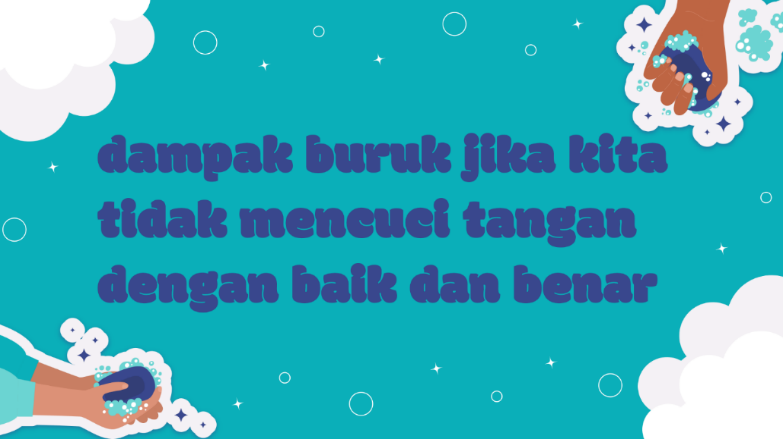 dampak buruk jika kita
tidak mencuci tangan
dengan baik dan benar